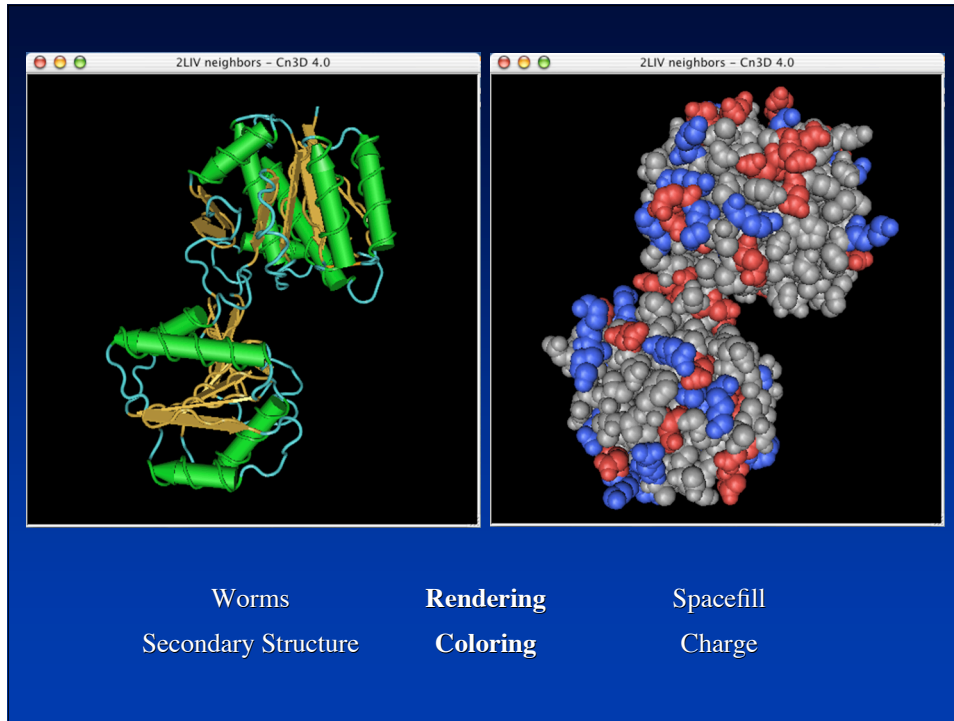 2LIV neighbors – Cn3D 4.0
2LIV neighbors – Cn3D 4.0
Worms Rendering Spacefill
Secondary Structure Coloring Charge